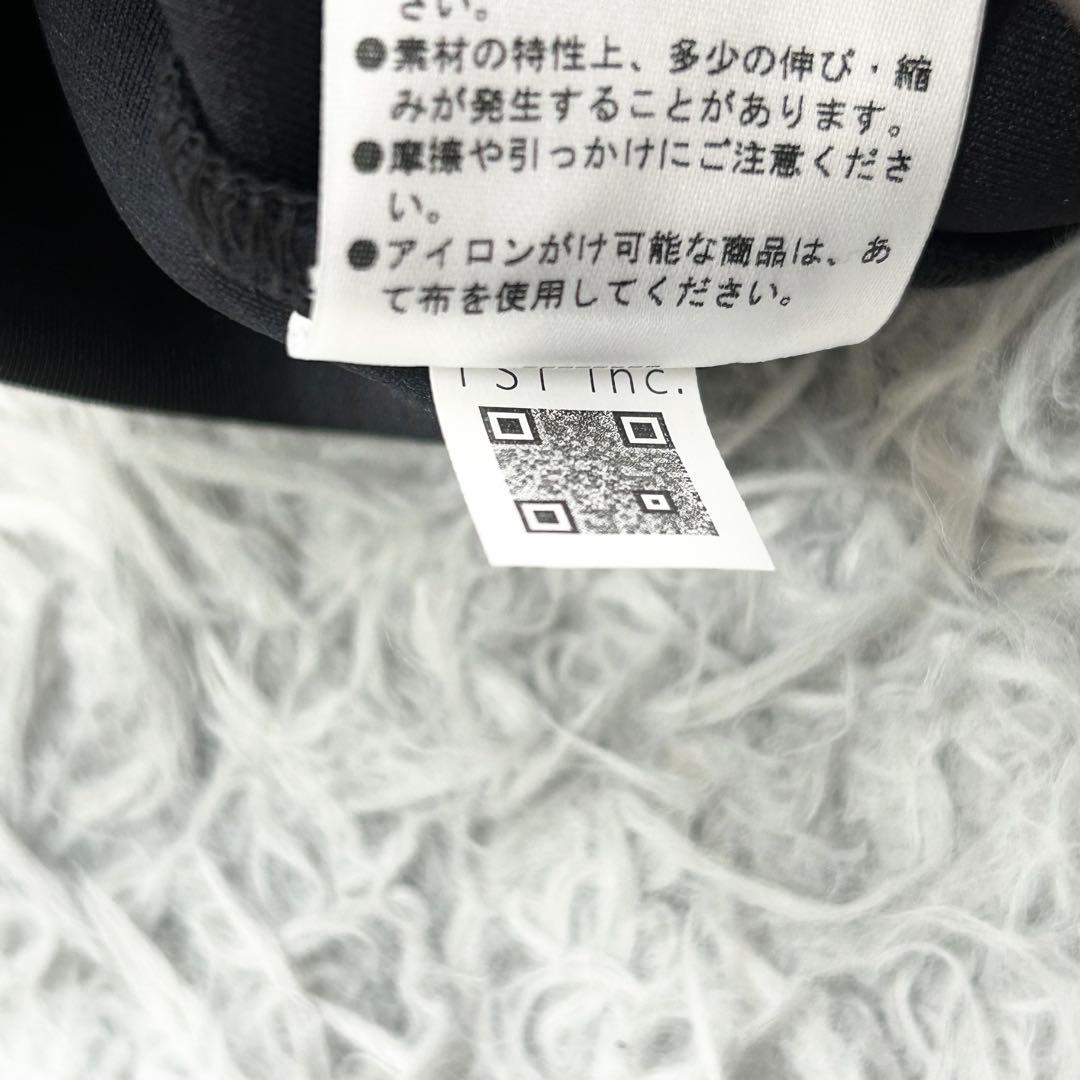 さい。
●素材の特性上、多少の伸び・縮
みが発生することがあります。
●摩擦や引っかけにご注意くださ
い。
●アイロンがけ可能な商品は、あ
て布を使用してください。
TSI Inc.